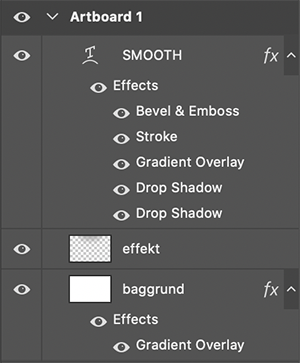 Artboard 1
SMOOTH fx
Effects
Bevel & Emboss
Stroke
Gradient Overlay
Drop Shadow
Drop Shadow
effekt
baggrund fx
Effects
Gradient Overlay